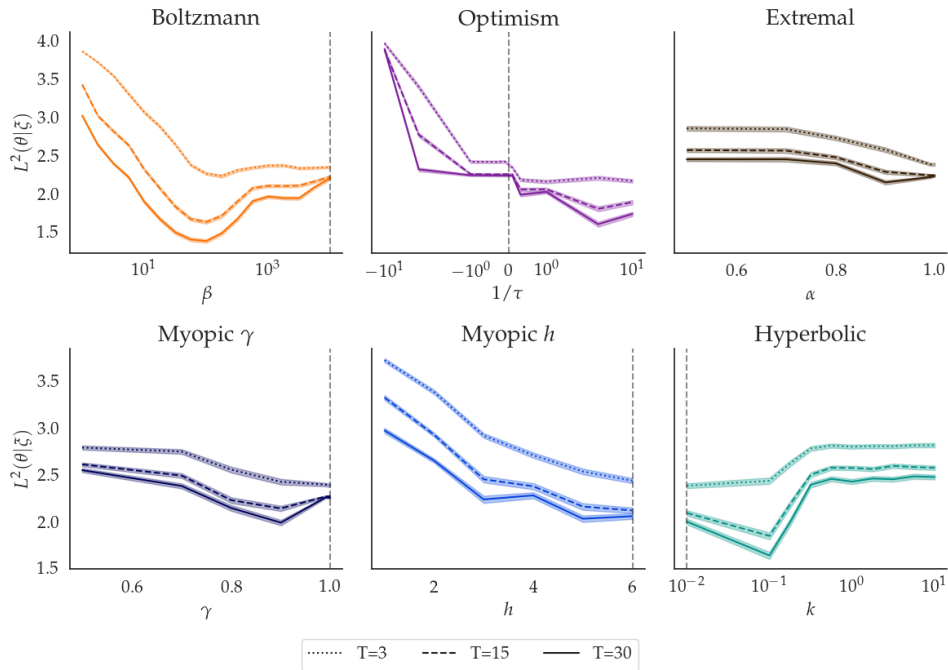 Boltzmann Optimism Extremal
L²(θ|ξ)
4.0
3.5
3.0
2.5
2.0
1.5
10¹ 10³
β
−10¹ −10⁰ 0 10⁰ 10¹
1/τ
0.6 0.8 1.0
α
Myopic γ Myopic h Hyperbolic
L²(θ|ξ)
3.5
3.0
2.5
2.0
1.5
0.6 0.8 1.0
γ
2 4 6
h
10⁻² 10⁻¹ 10⁰ 10¹
k
T=3 T=15 T=30